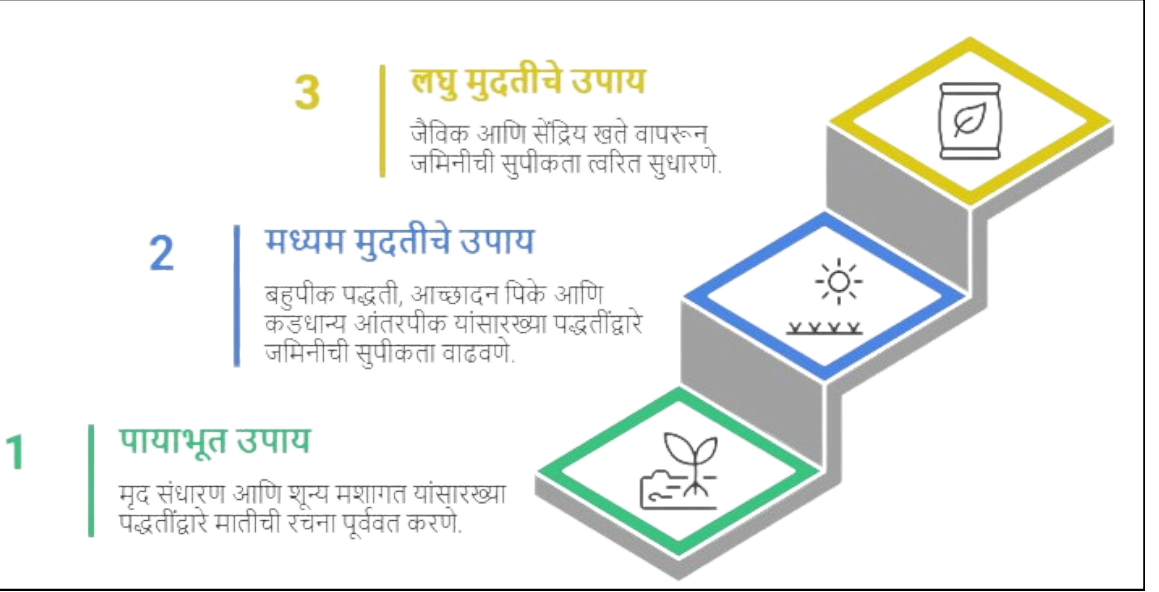 3
लघु मुदतीचे उपाय
जैविक आणि सेंद्रिय खते वापरून
जमिनीची सुपीकता त्वरित सुधारणे.
2
मध्यम मुदतीचे उपाय
बहुपीक पद्धती, आच्छादन पिके आणि
कडधान्य आंतरपीक यांसारख्या पद्धतींद्वारे
जमिनीची सुपीकता वाढवणे.
1
पायाभूत उपाय
मृद संधारण आणि शून्य मशागत यांसारख्या
पद्धतींद्वारे मातीची रचना पूर्ववत करणे.